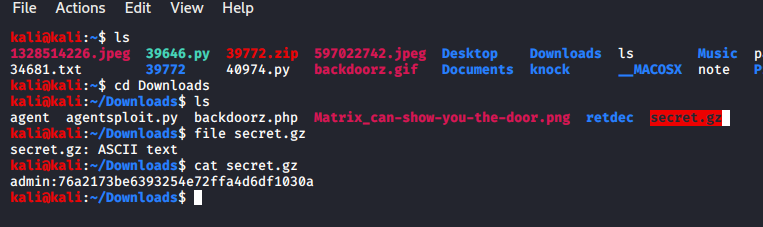 File Actions Edit View Help
kali@kali:~$ ls
1328514226.jpeg 39646.py 39772.zip 597022742.jpeg Desktop Downloads ls Music
34681.txt 39772 40974.py backdoorz.gif Documents knock __MACOSX note
kali@kali:~$ cd Downloads
kali@kali:~/Downloads$ ls
agent agentsploit.py backdoorz.php Matrix_can-show-you-the-door.png retdec secret.gz
kali@kali:~/Downloads$ file secret.gz
secret.gz: ASCII text
kali@kali:~/Downloads$ cat secret.gz
admin:76a2173be6393254e72ffa4d6df1030a
kali@kali:~/Downloads$